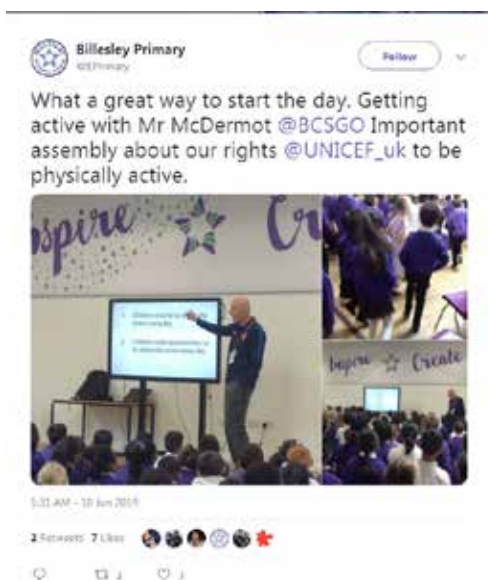 Billesley Primary
Follow
What a great way to start the day. Getting
active with Mr McDermot @BCSGO Important
assembly about our rights @UNICEF_uk to be
physically active.
Inspire
Create
5:31 AM - 10 Jun 2019
2 Retweets 7 Likes